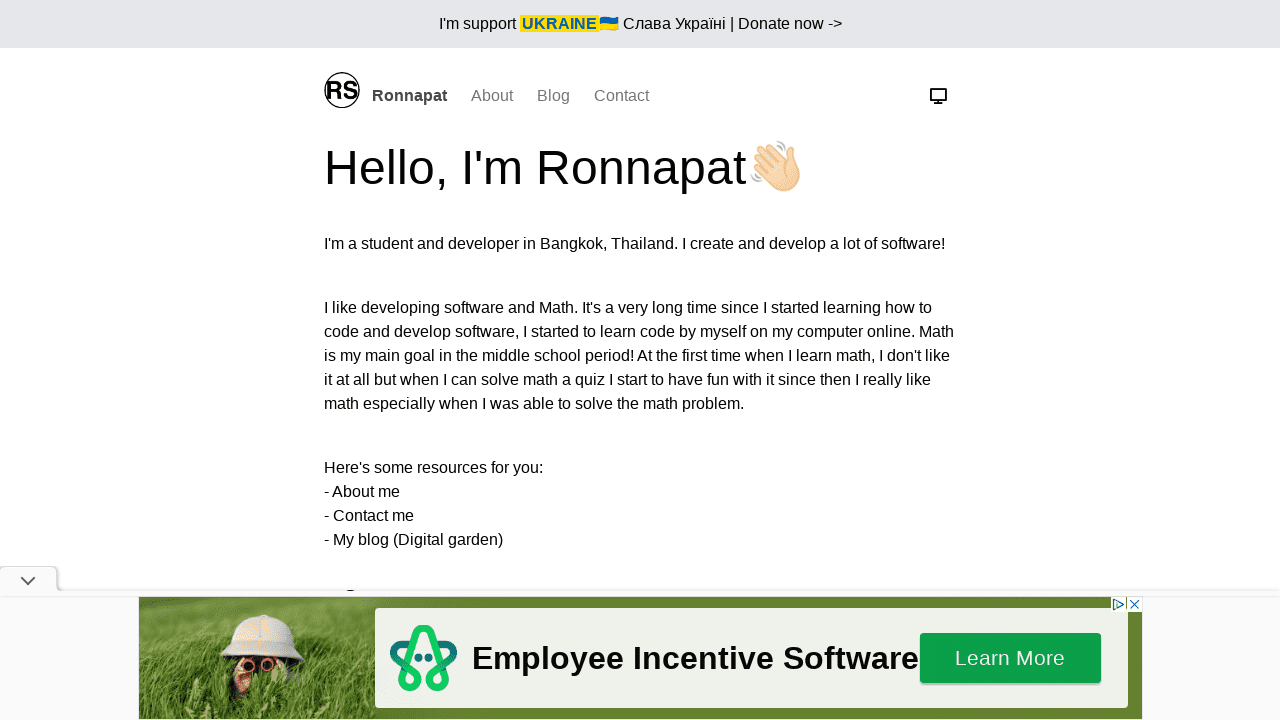 I'm support UKRAINE🇺🇦 Слава Україні | Donate now ->
RS Ronnapat About Blog Contact
Hello, I'm Ronnapat👋🏻
I'm a student and developer in Bangkok, Thailand. I create and develop a lot of software!
I like developing software and Math. It's a very long time since I started learning how to
code and develop software, I started to learn code by myself on my computer online. Math
is my main goal in the middle school period! At the first time when I learn math, I don't like
it at all but when I can solve math a quiz I start to have fun with it since then I really like
math especially when I was able to solve the math problem.
Here's some resources for you:
- About me
- Contact me
- My blog (Digital garden)
Employee Incentive Software
Learn More